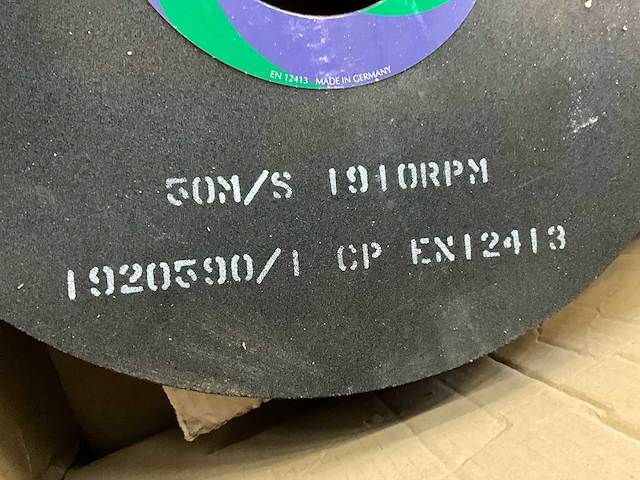 EN 12413 MADE IN GERMANY
50M/S 1910RPM
1920590/1 CP EN12413